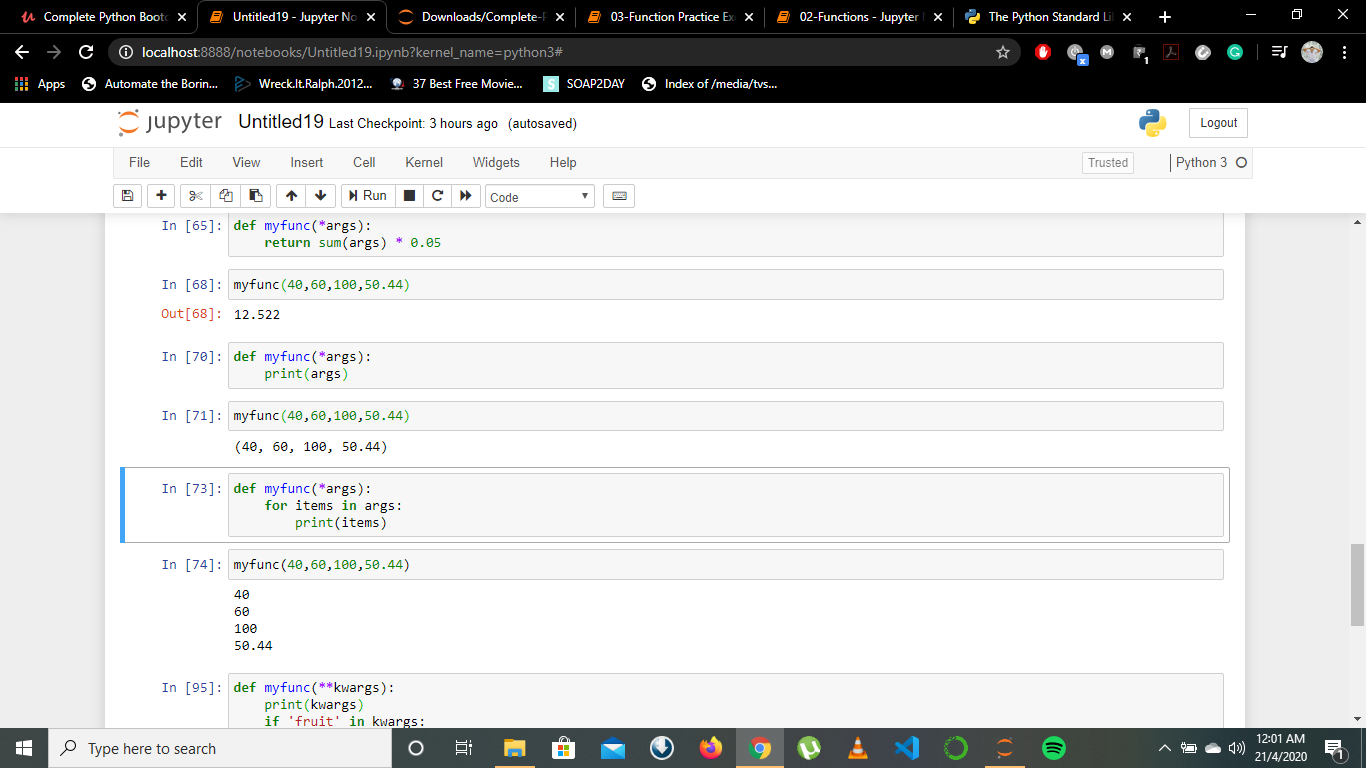 Complete Python Bootc
Untitled19 - Jupyter No
Downloads/Complete-P
03-Function Practice Exe
02-Functions - Jupyter
The Python Standard Li
localhost:8888/notebooks/Untitled19.ipynb?kernel_name=python3#
Apps
Automate the Borin...
Wreck.It.Ralph.2012...
37 Best Free Movie...
S
SOAP2DAY
Index of /media/tvs...
jupyter
Untitled19
Last Checkpoint: 3 hours ago
(autosaved)
Logout
File
Edit
View
Insert
Cell
Kernel
Widgets
Help
Trusted
Python 3
Run
Code
In [65]:
def myfunc(*args):
return sum(args) * 0.05
In [68]:
myfunc(40,60,100,50.44)
Out[68]:
12.522
In [70]:
def myfunc(*args):
print(args)
In [71]:
myfunc(40,60,100,50.44)
(40, 60, 100, 50.44)
In [73]:
def myfunc(*args):
for items in args:
print(items)
In [74]:
myfunc(40,60,100,50.44)
40
60
100
50.44
In [95]:
def myfunc(**kwargs):
print(kwargs)
if 'fruit' in kwargs:
Type here to search
12:01 AM
21/4/2020
1